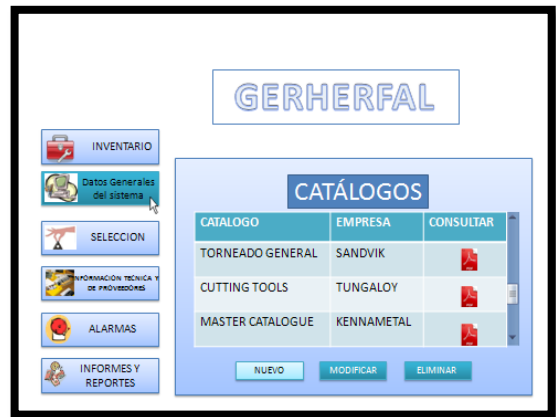 GERHERFAL
INVENTARIO
Datos Generales
del sistema
SELECCION
INFORMACIÓN TECNICA Y
DE PROVEEDORES
ALARMAS
INFORMES Y
REPORTES
CATÁLOGOS
CATALOGO EMPRESA CONSULTAR
TORNEADO GENERAL SANDVIK
CUTTING TOOLS TUNGALOY
MASTER CATALOGUE KENNAMETAL
NUEVO MODIFICAR ELIMINAR